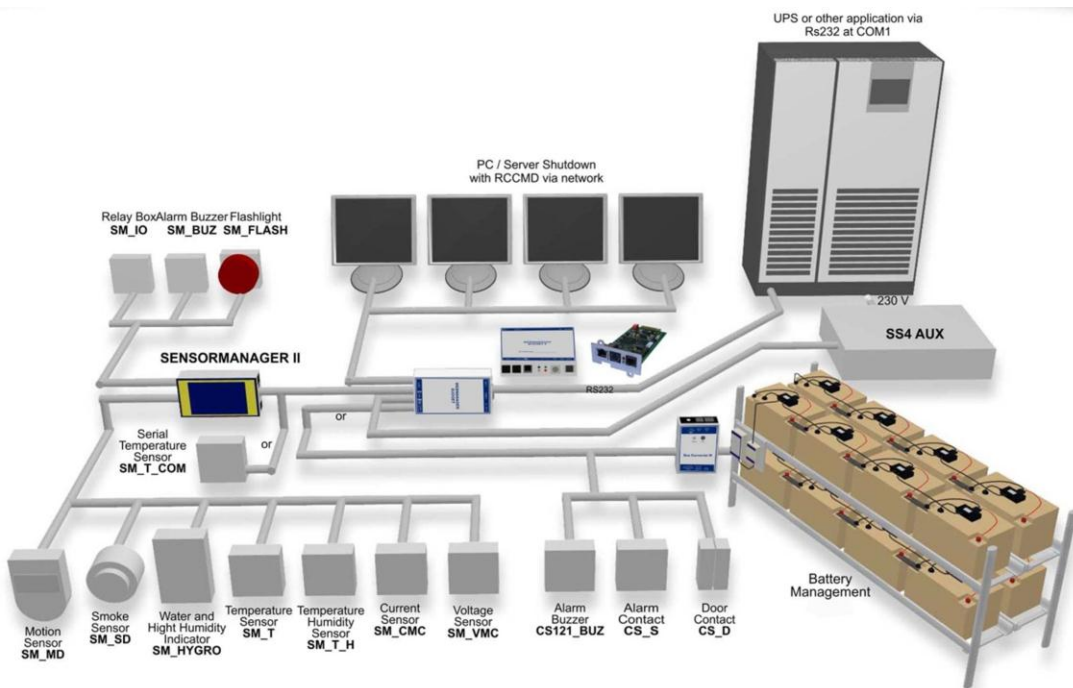 UPS or other application via
Rs232 at COM1
PC / Server Shutdown
with RCCMD via network
Relay Box
SM_IO
Alarm Buzzer
SM_BUZ
Flashlight
SM_FLASH
230 V
SS4 AUX
SENSORMANAGER II
RS232
or
Serial
Temperature
Sensor
SM_T_COM
or
Battery
Management
Motion
Sensor
SM_MD
Smoke
Sensor
SM_SD
Water and
Hight Humidity
Indicator
SM_HYGRO
Temperature
Sensor
SM_T
Temperature
Humidity
Sensor
SM_T_H
Current
Sensor
SM_CMC
Voltage
Sensor
SM_VMC
Alarm
Buzzer
CS121_BUZ
Alarm
Contact
CS_S
Door
Contact
CS_D